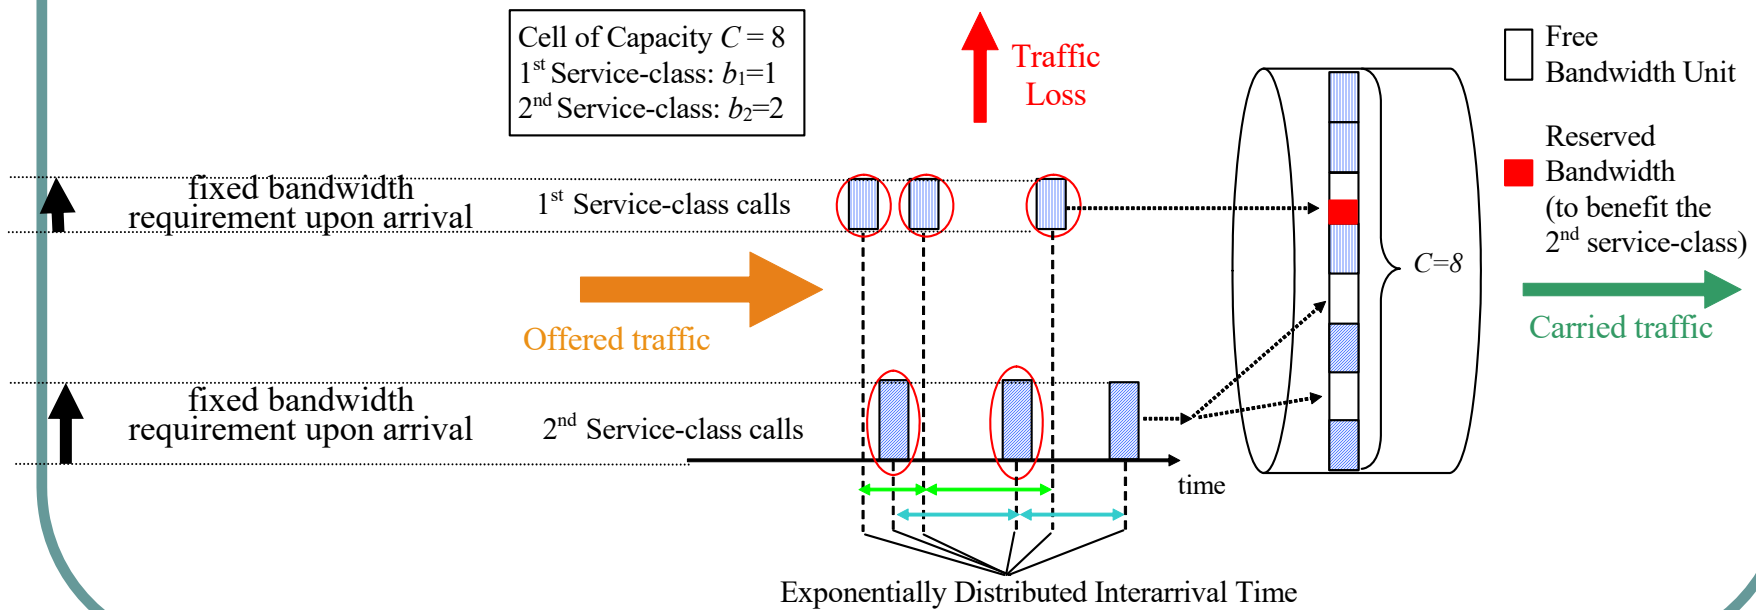 Cell of Capacity C = 8
1st Service-class: b1=1
2nd Service-class: b2=2
Traffic
Loss
Free
Bandwidth Unit
Reserved
Bandwidth
(to benefit the
2nd service-class)
fixed bandwidth
requirement upon arrival
1st Service-class calls
C=8
Offered traffic
Carried traffic
fixed bandwidth
requirement upon arrival
2nd Service-class calls
time
Exponentially Distributed Interarrival Time